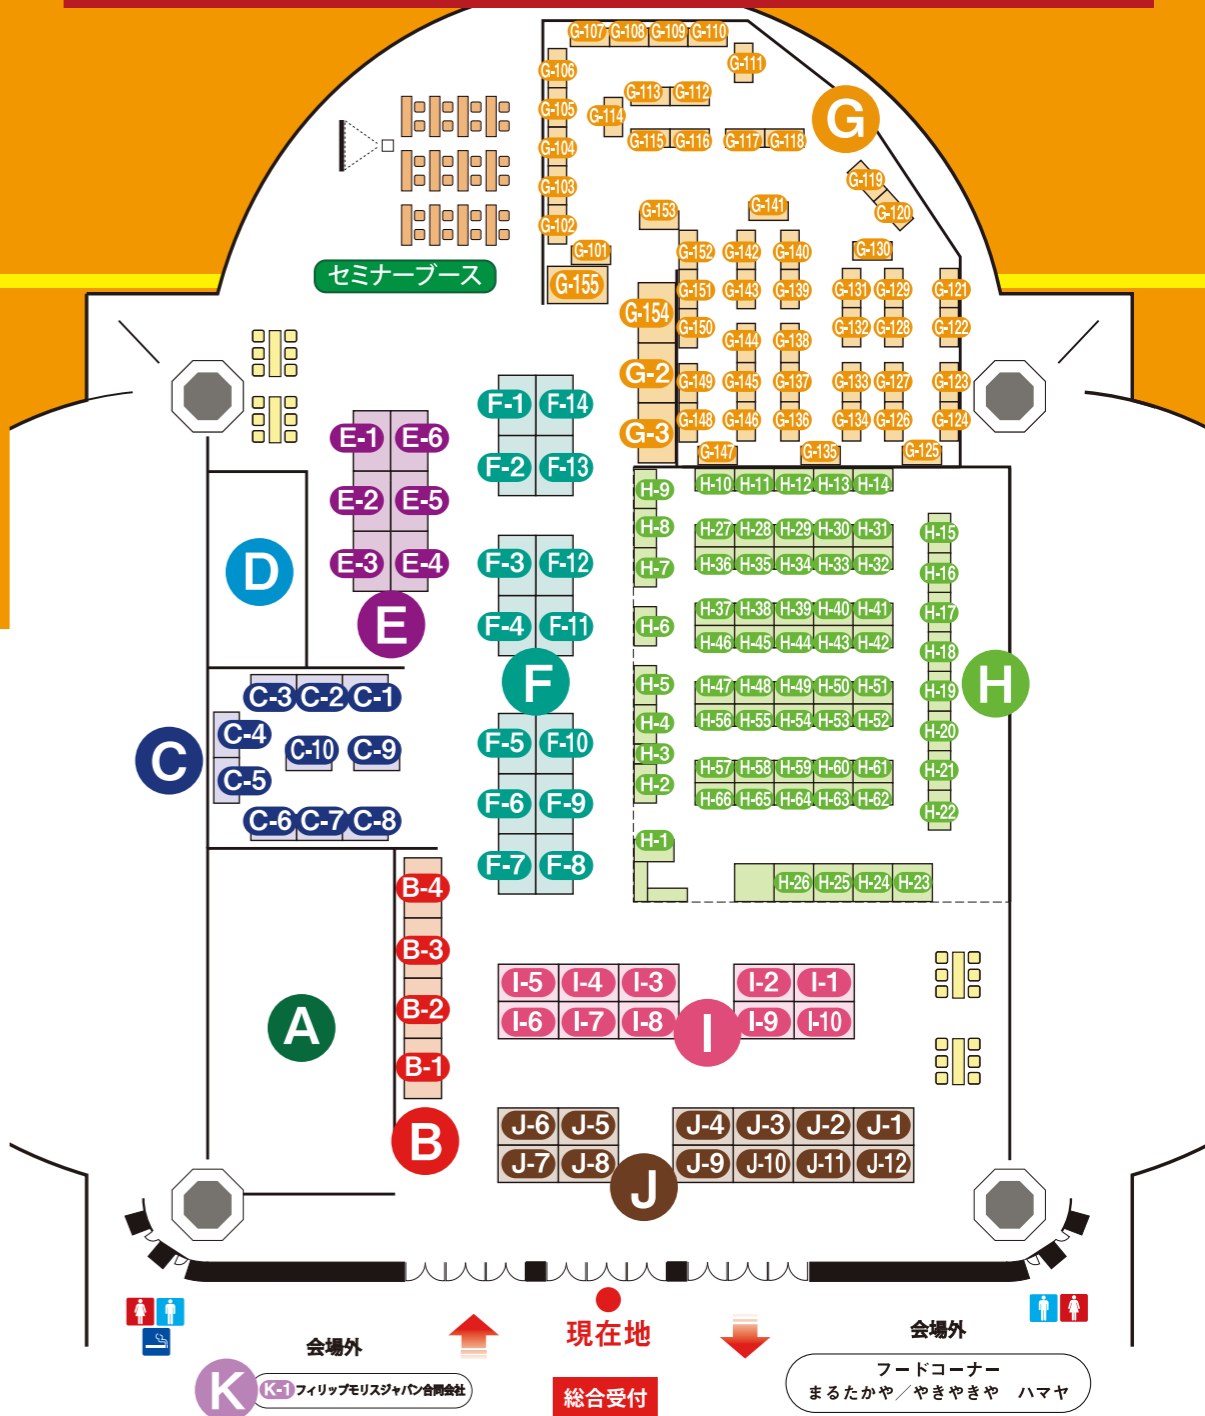 G-107 G-108 G-109 G-110
G-111
G-106
G-113 G-112
G-105
G-114
G
G-104
G-115 G-116 G-117 G-118
G-103
G-119
G-102
G-153
G-141
G-120
G-101
G-152 G-142 G-140
G-130
セミナーブース
G-155
G-151 G-143 G-139 G-131 G-129 G-121
G-154
G-150
G-132 G-128 G-122
G-144 G-138
G-2
G-149 G-145 G-137 G-133 G-127 G-123
G-3
G-148 G-146 G-136 G-134 G-126 G-124
G-147 G-135 G-125
F-1 F-14
F-2 F-13
F-3 F-12
F-4 F-11
F
F-5 F-10
F-6 F-9
F-7 F-8
E-1 E-6
E-2 E-5
E-3 E-4
E
D
C-3 C-2 C-1
C-4
C-10 C-9
C
C-5
C-6 C-7 C-8
H-9
H-10 H-11 H-12 H-13 H-14
H-8
H-27 H-28 H-29 H-30 H-31
H-15
H-7
H-36 H-35 H-34 H-33 H-32
H-16
H-37 H-38 H-39 H-40 H-41
H-17
H-6
H-46 H-45 H-44 H-43 H-42
H-18
H-5
H-47 H-48 H-49 H-50 H-51
H-19
H
H-4
H-56 H-55 H-54 H-53 H-52
H-20
H-3
H-57 H-58 H-59 H-60 H-61
H-21
H-2
H-66 H-65 H-64 H-63 H-62
H-22
H-1
H-26 H-25 H-24 H-23
B-4
B-3
B-2
B-1
A
B
I-5 I-4 I-3 I-2 I-1
I-6 I-7 I-8 I-9 I-10
I
J-6 J-5 J-4 J-3 J-2 J-1
J-7 J-8 J-9 J-10 J-11 J-12
J
現在地
会場外
K
K-1 フィリップモリスジャパン合同会社
総合受付
会場外
フードコーナー
まるたかや／やきやきや ハマヤ